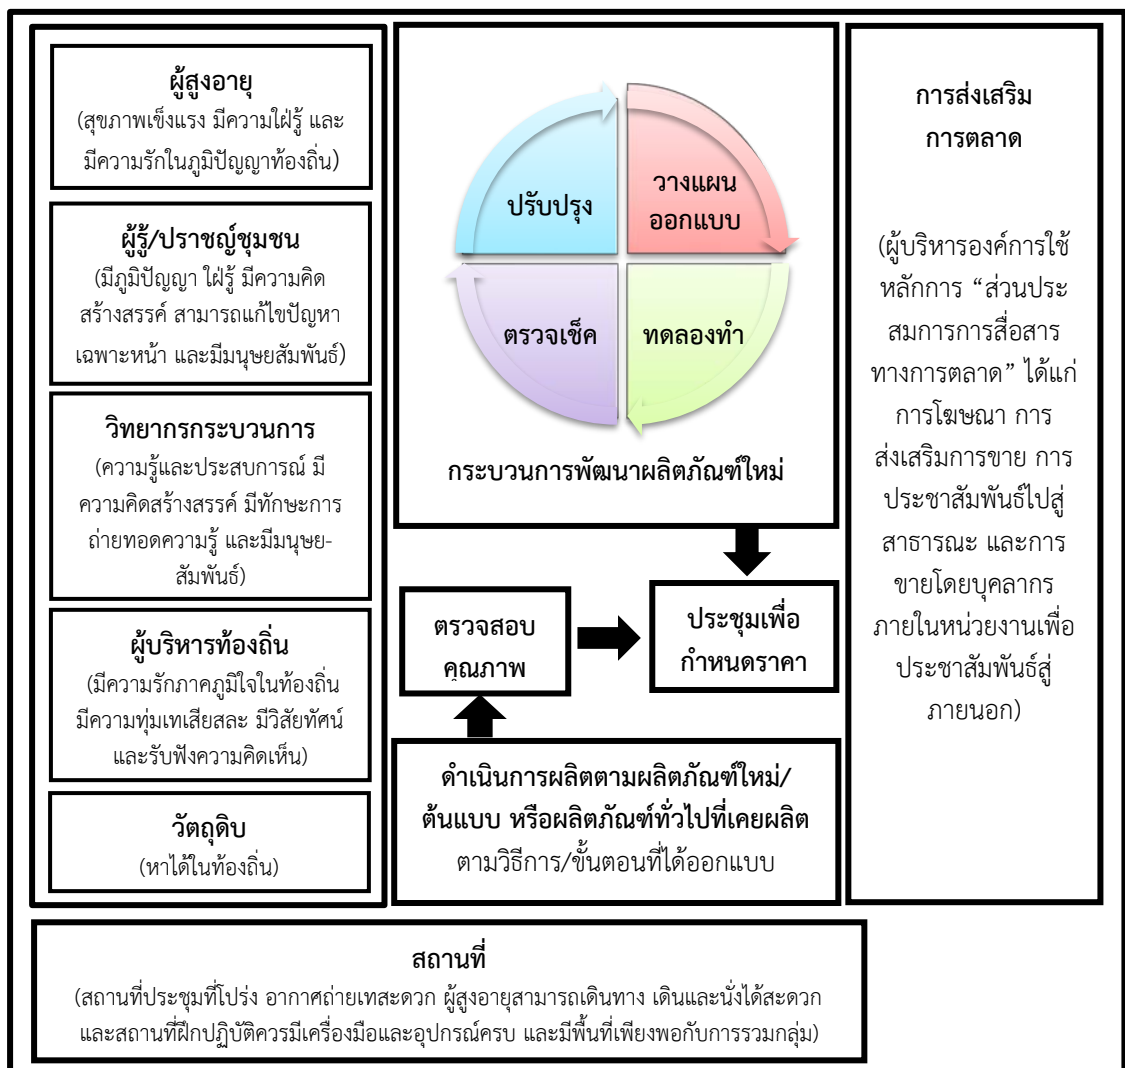 ผู้สูงอายุ
(สุขภาพเข็งแรง มีความใฝ่รู้ และ
มีความรักในภูมิปัญญาท้องถิ่น)
ผู้รู้/ปราชญ์ชุมชน
(มีภูมิปัญญา ใฝ่รู้ มีความคิด
สร้างสรรค์ สามารถแก้ไขปัญหา
เฉพาะหน้า และมีมนุษยสัมพันธ์)
วิทยากรกระบวนการ
(ความรู้และประสบการณ์ มี
ความคิดสร้างสรรค์ มีทักษะการ
ถ่ายทอดความรู้ และมีมนุษย-
สัมพันธ์)
ผู้บริหารท้องถิ่น
(มีความรักภาคภูมิใจในท้องถิ่น
มีความทุ่มเทเสียสละ มีวิสัยทัศน์
และรับฟังความคิดเห็น)
วัตถุดิบ
(หาได้ในท้องถิ่น)
ปรับปรุง
วางแผน
ออกแบบ
ตรวจเช็ค
ทดลองทำ
กระบวนการพัฒนาผลิตภัณฑ์ใหม่
ตรวจสอบ
คุณภาพ
ประชุมเพื่อ
กำหนดราคา
ดำเนินการผลิตตามผลิตภัณฑ์ใหม่/
ต้นแบบ หรือผลิตภัณฑ์ทั่วไปที่เคยผลิต
ตามวิธีการ/ขั้นตอนที่ได้ออกแบบ
การส่งเสริม
การตลาด
(ผู้บริหารองค์การใช้
หลักการ “ส่วนประ
สมการการสื่อสาร
ทางการตลาด” ได้แก่
การโฆษณา การ
ส่งเสริมการขาย การ
ประชาสัมพันธ์ไปสู่
สาธารณะ และการ
ขายโดยบุคลากร
ภายในหน่วยงานเพื่อ
ประชาสัมพันธ์สู่
ภายนอก)
สถานที่
(สถานที่ประชุมที่โปร่ง อากาศถ่ายเทสะดวก ผู้สูงอายุสามารถเดินทาง เดินและนั่งได้สะดวก
และสถานที่ฝึกปฏิบัติควรมีเครื่องมือและอุปกรณ์ครบ และมีพื้นที่เพียงพอกับการรวมกลุ่ม)